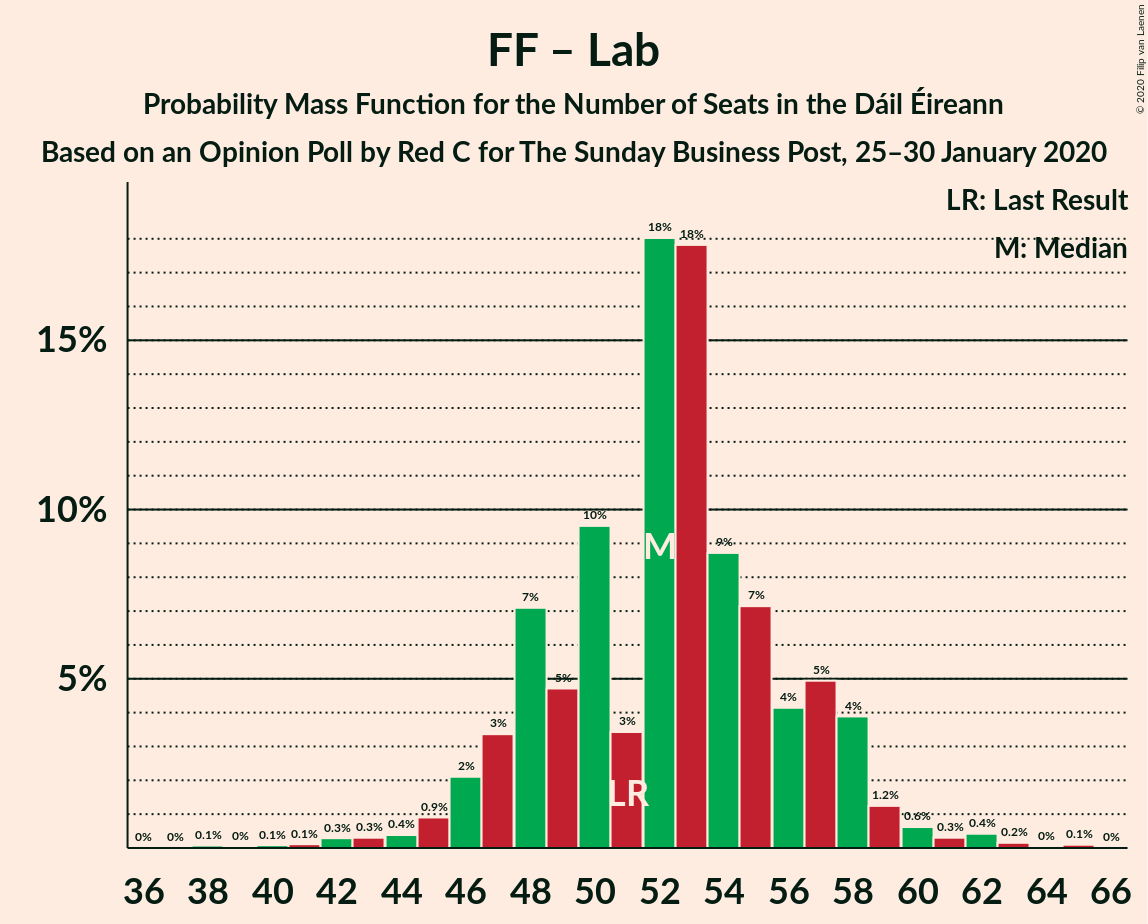 FF – Lab
Probability Mass Function for the Number of Seats in the Dáil Éireann
Based on an Opinion Poll by Red C for The Sunday Business Post, 25–30 January 2020
© 2020 Filip van Laenen
LR: Last Result
M: Median
15%
10%
5%
0% 0% 0.1% 0% 0.1% 0.1% 0.3% 0.3% 0.4% 0.9% 2% 3% 7% 5% 10% 3% 18% 18% 9% 7% 4% 5% 4% 1.2% 0.6% 0.3% 0.4% 0.2% 0% 0.1% 0%
M
LR
36 38 40 42 44 46 48 50 52 54 56 58 60 62 64 66